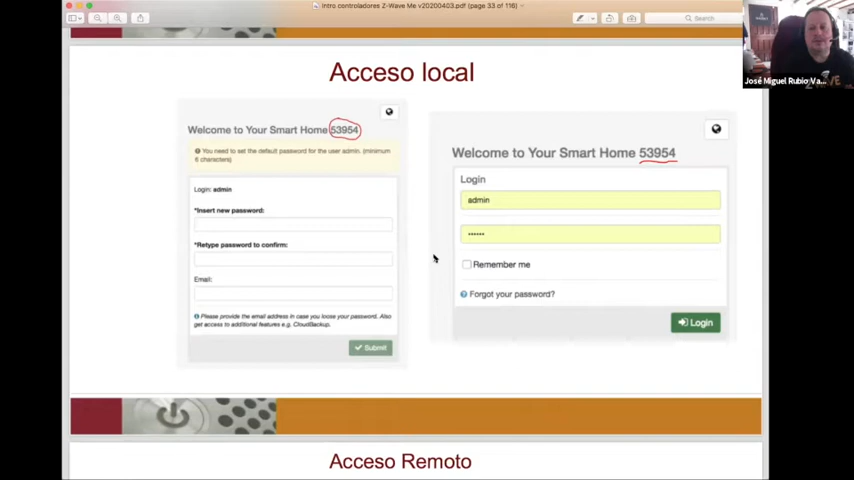 Intro controladores Z-Wave Me v20200403.pdf (page 33 of 116)
Search
José Miguel Rubio Va...
Acceso local
Welcome to Your Smart Home 53954
You need to set the default password for the user admin. (minimum
6 characters)
Login: admin
*Insert new password:
*Retype password to confirm:
Email:
Please provide the email address in case you loose your password. Also
get access to additional features e.g. CloudBackup.
Submit
Welcome to Your Smart Home 53954
Login
admin
••••••
Remember me
Forgot your password?
Login
Acceso Remoto